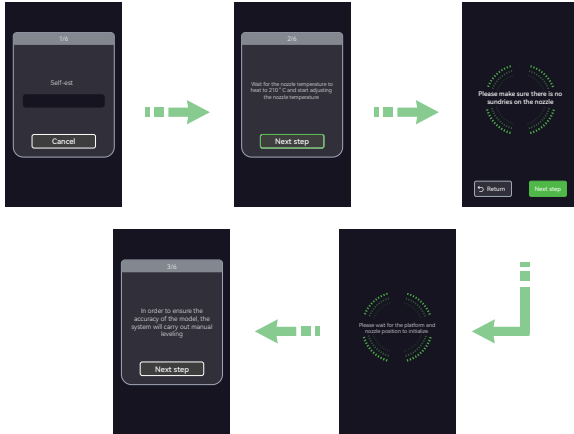 1/6
Self-est
Cancel
2/6
Wait for the nozzle temperature to
heat to 210°C and start adjusting
the nozzle temperature
Next step
Please make sure there is no
sundries on the nozzle
Return
Next step
Please wait for the platform and
nozzle position to initialize
3/6
In order to ensure the
accuracy of the model, the
system will carry out manual
leveling
Next step